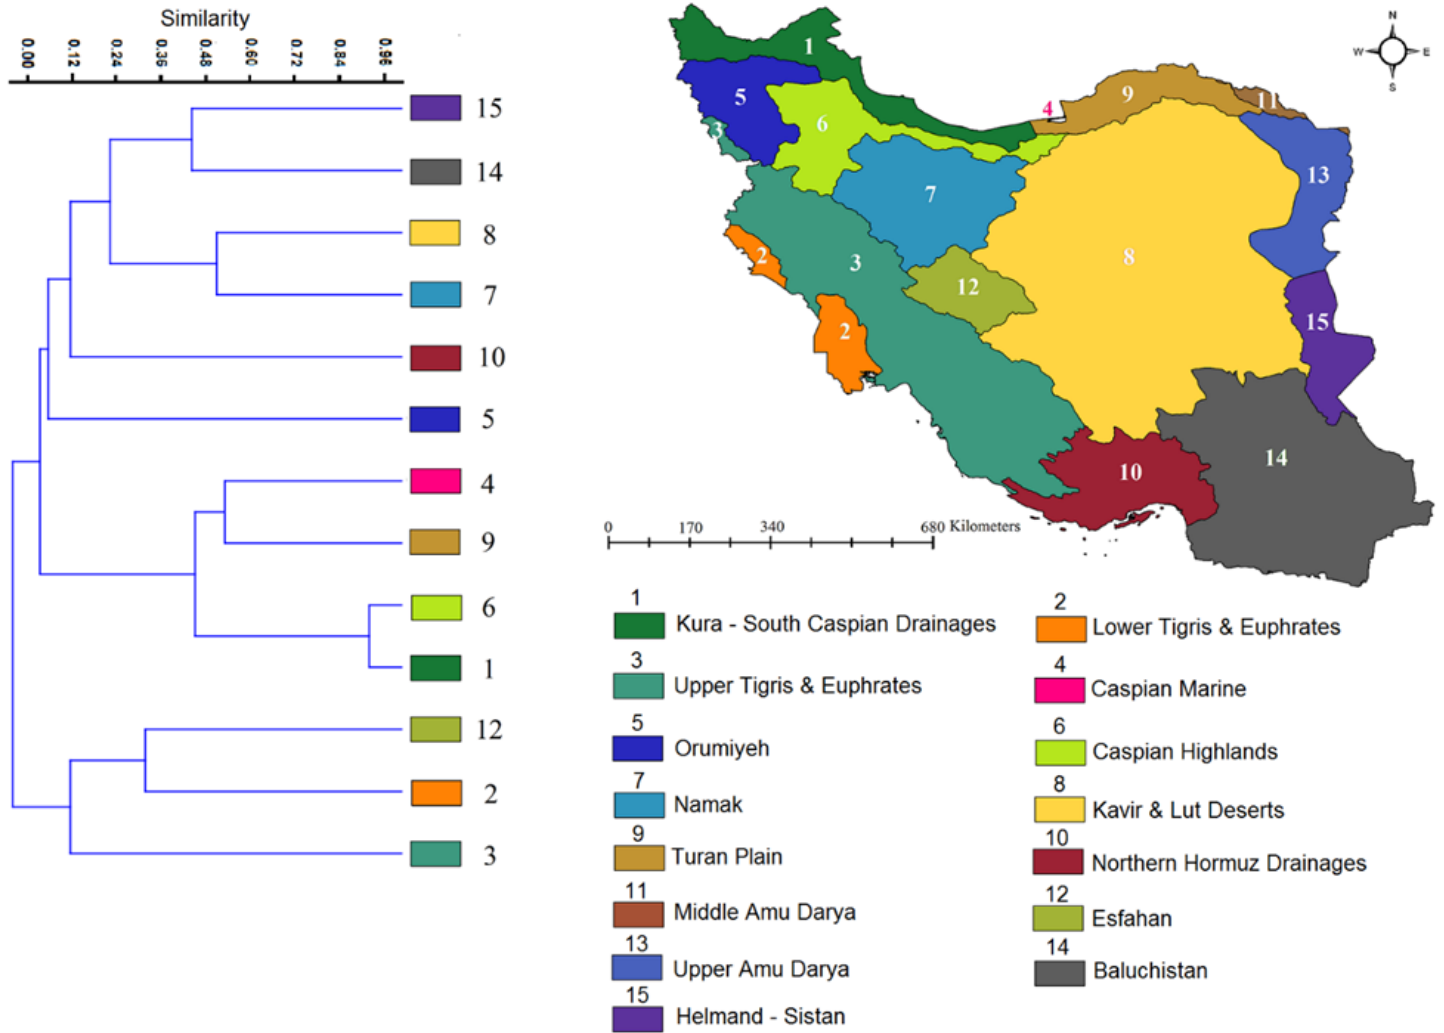 Similarity
0.00
0.12
0.24
0.36
0.48
0.60
0.72
0.84
0.96
15
14
8
7
10
5
4
9
6
1
12
2
3
N
W
E
S
1
5
3
6
4
9
11
13
7
2
3
8
12
2
15
10
14
0 170 340 680 Kilometers
1
Kura - South Caspian Drainages
2
Lower Tigris & Euphrates
3
Upper Tigris & Euphrates
4
Caspian Marine
5
Orumiyeh
6
Caspian Highlands
7
Namak
8
Kavir & Lut Deserts
9
Turan Plain
10
Northern Hormuz Drainages
11
Middle Amu Darya
12
Esfahan
13
Upper Amu Darya
14
Baluchistan
15
Helmand - Sistan